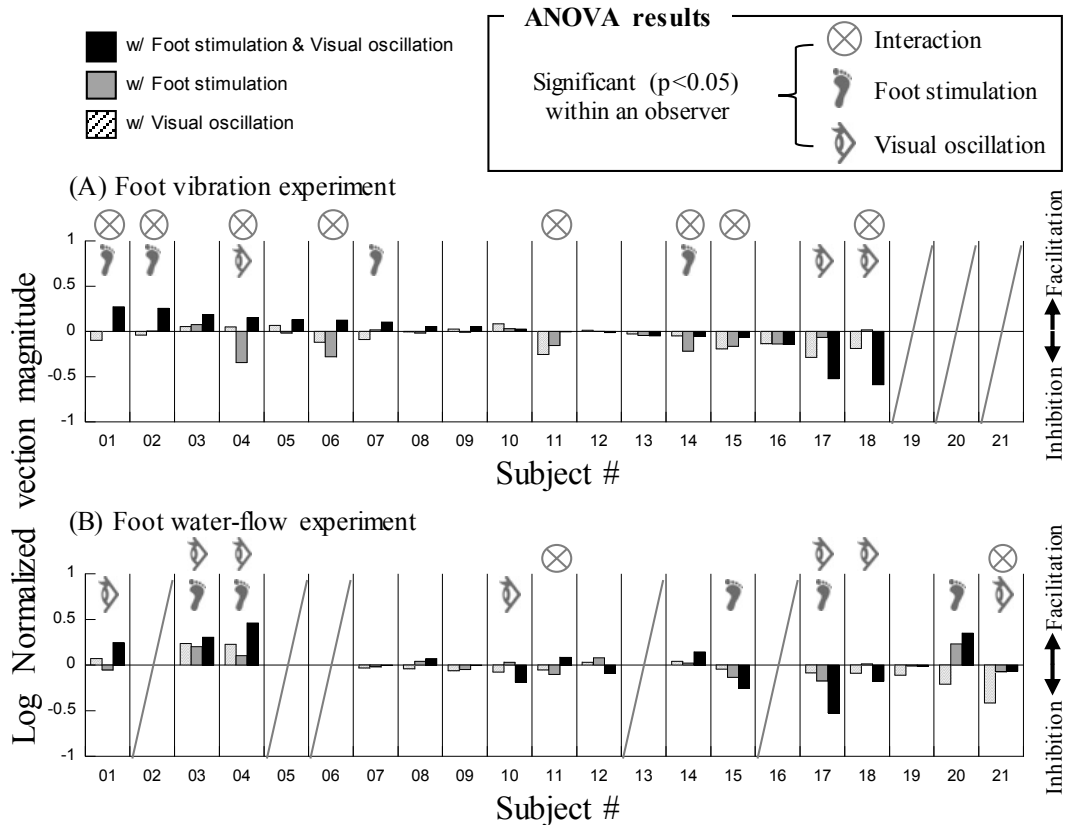 ANOVA results
w/ Foot stimulation & Visual oscillation
w/ Foot stimulation
w/ Visual oscillation
Significant (p<0.05)
within an observer
Interaction
Foot stimulation
Visual oscillation
Log Normalized vection magnitude
(A) Foot vibration experiment
1
0.5
0
-0.5
-1
01 02 03 04 05 06 07 08 09 10 11 12 13 14 15 16 17 18 19 20 21
Subject #
Inhibition
Facilitation
(B) Foot water-flow experiment
1
0.5
0
-0.5
-1
01 02 03 04 05 06 07 08 09 10 11 12 13 14 15 16 17 18 19 20 21
Subject #
Inhibition
Facilitation